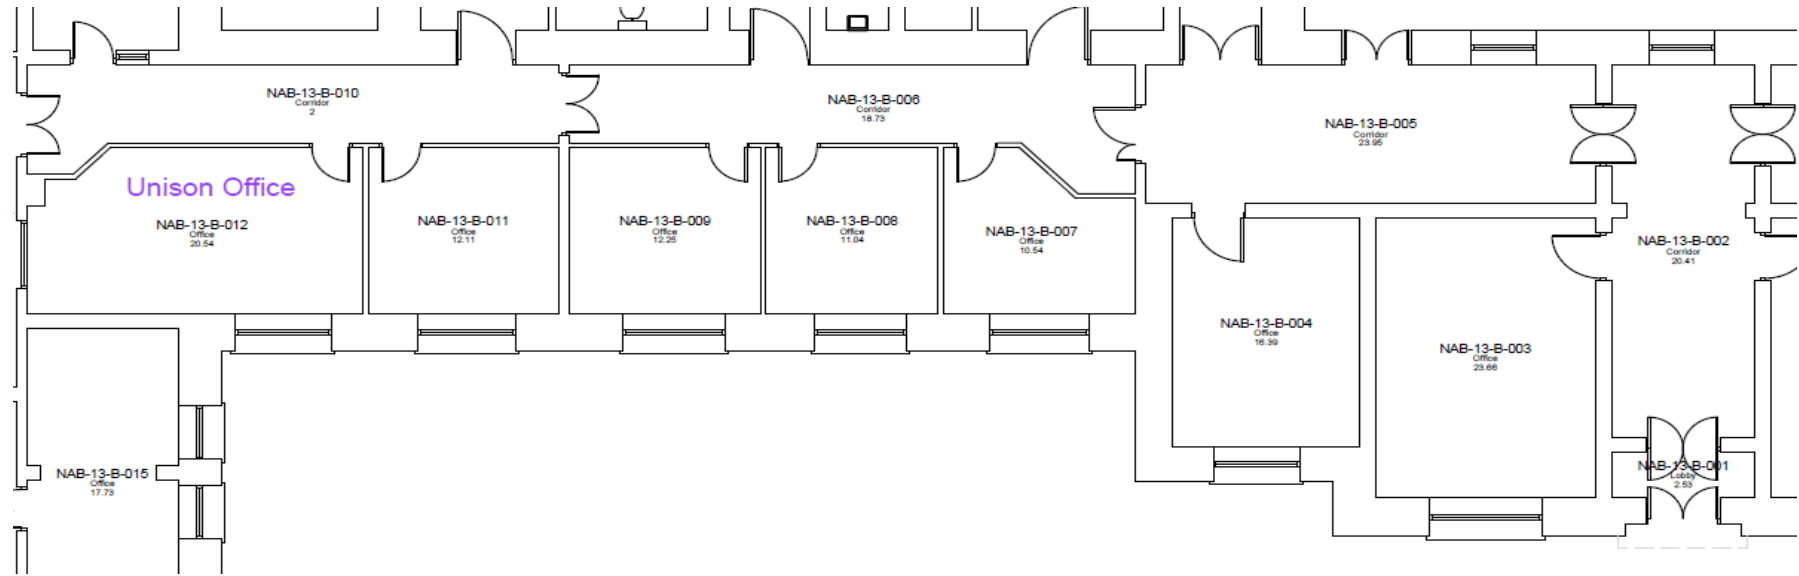 NAB-13-B-010
Corridor
2
NAB-13-B-006
Corridor
18.73
NAB-13-B-005
Corridor
23.95
Unison Office
NAB-13-B-012
Office
20.54
NAB-13-B-011
Office
12.11
NAB-13-B-009
Office
12.25
NAB-13-B-008
Office
11.04
NAB-13-B-007
Office
10.54
NAB-13-B-002
Corridor
20.41
NAB-13-B-004
Office
16.39
NAB-13-B-003
Office
23.66
NAB-13-B-015
Office
17.73
NAB-13-B-001
Lobby
2.53